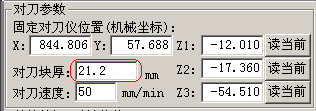 对刀参数
固定对刀仪位置(机械坐标):
X: 844.806 Y: 57.688 Z1: -12.010 读当前
对刀块厚: 21.2 mm Z2: -17.360 读当前
对刀速度: 50 mm/min Z3: -54.510 读当前